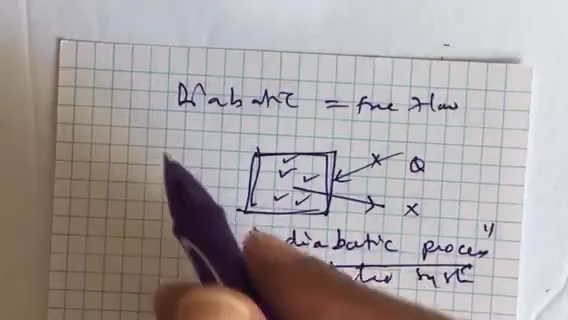 Diabatic = free flow
Q
X
diabatic process"